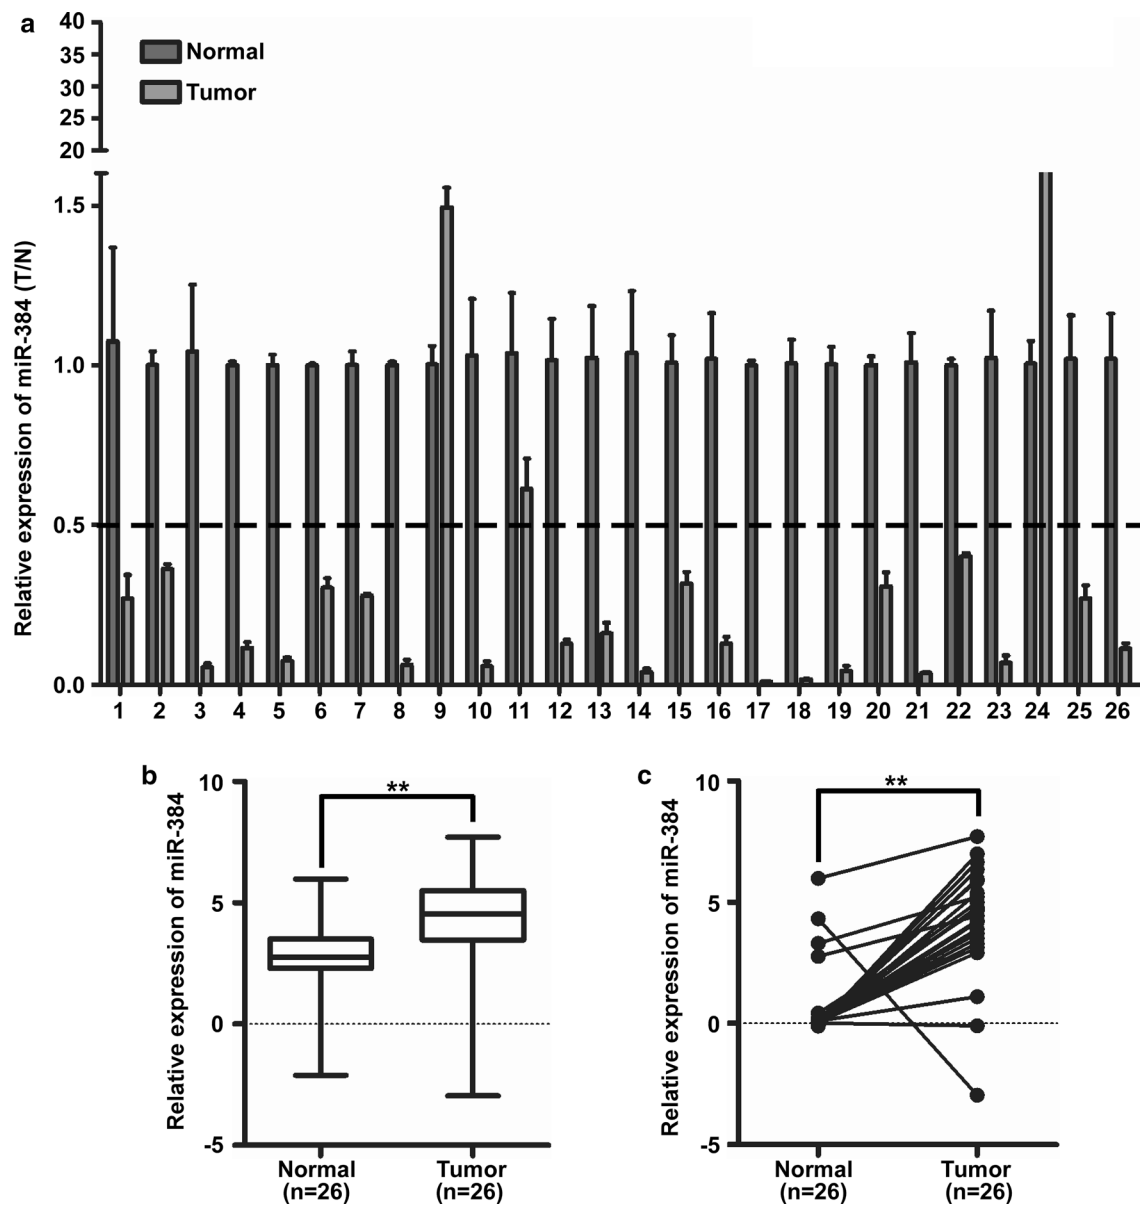 a
40
35
30
25
20
1.5
1.0
0.5
0.0
Relative expression of miR-384 (T/N)
Normal
Tumor
1 2 3 4 5 6 7 8 9 10 11 12 13 14 15 16 17 18 19 20 21 22 23 24 25 26
b
10
5
0
-5
Relative expression of miR-384
**
Normal
(n=26)
Tumor
(n=26)
c
10
5
0
-5
Relative expression of miR-384
**
Normal
(n=26)
Tumor
(n=26)